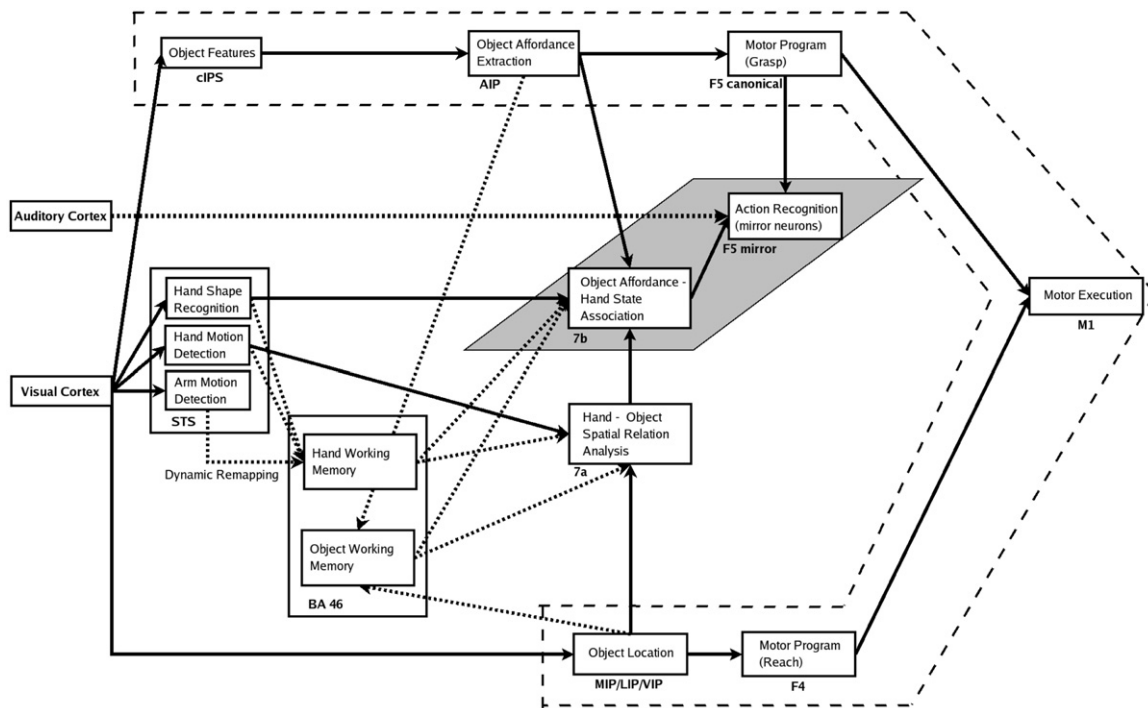 Object Features
cIPS
Object Affordance
Extraction
AIP
Motor Program
(Grasp)
F5 canonical
Auditory Cortex
Action Recognition
(mirror neurons)
F5 mirror
Hand Shape
Recognition
Hand Motion
Detection
Arm Motion
Detection
STS
Visual Cortex
Object Affordance -
Hand State
Association
7b
Motor Execution
M1
Hand - Object
Spatial Relation
Analysis
7a
Dynamic Remapping
Hand Working
Memory
Object Working
Memory
BA 46
Object Location
MIP/LIP/VIP
Motor Program
(Reach)
F4